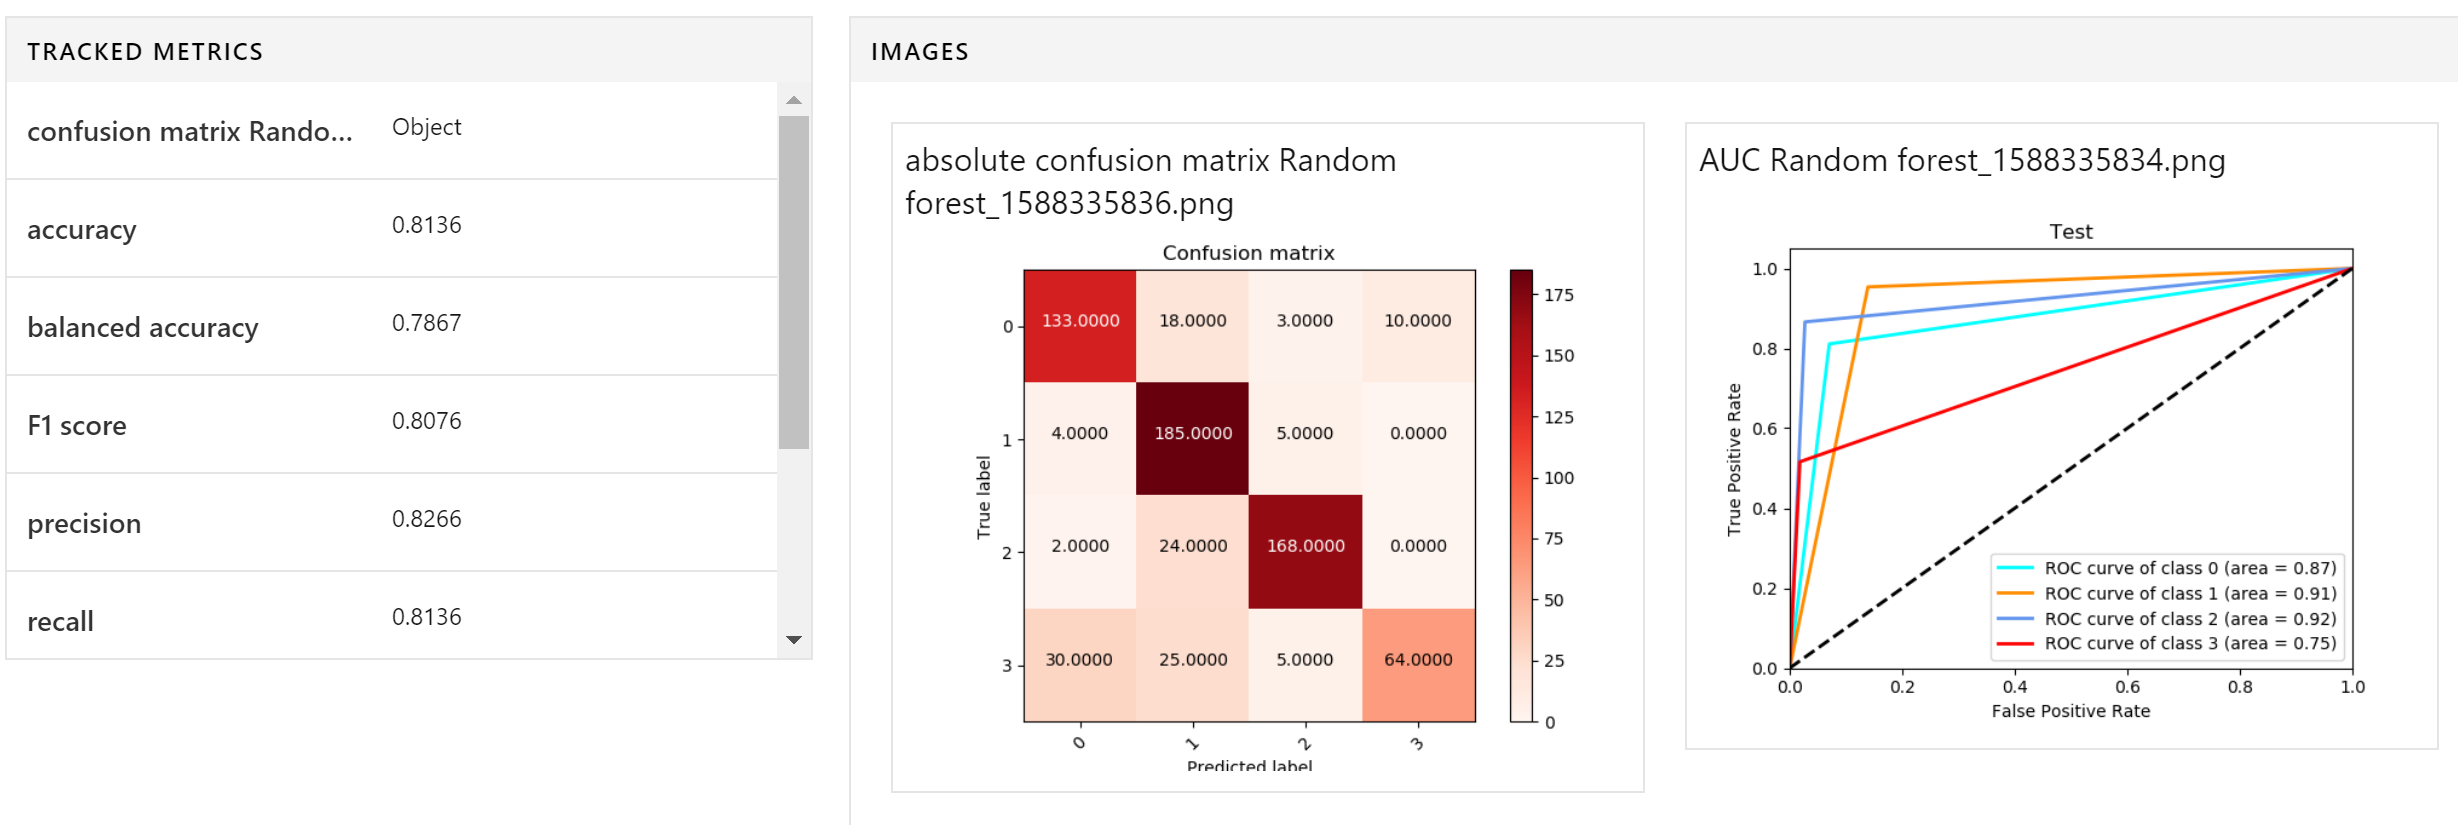 TRACKED METRICS
confusion matrix Rando... Object
accuracy 0.8136
balanced accuracy 0.7867
F1 score 0.8076
precision 0.8266
recall 0.8136
IMAGES
absolute confusion matrix Random
forest_1588335836.png
Confusion matrix
True label
0 133.0000 18.0000 3.0000 10.0000
1 4.0000 185.0000 5.0000 0.0000
2 2.0000 24.0000 168.0000 0.0000
3 30.0000 25.0000 5.0000 64.0000
0 1 2 3
Predicted label
175
150
125
100
75
50
25
0
AUC Random forest_1588335834.png
Test
True Positive Rate
1.0
0.8
0.6
0.4
0.2
0.0
ROC curve of class 0 (area = 0.87)
ROC curve of class 1 (area = 0.91)
ROC curve of class 2 (area = 0.92)
ROC curve of class 3 (area = 0.75)
0.0 0.2 0.4 0.6 0.8 1.0
False Positive Rate